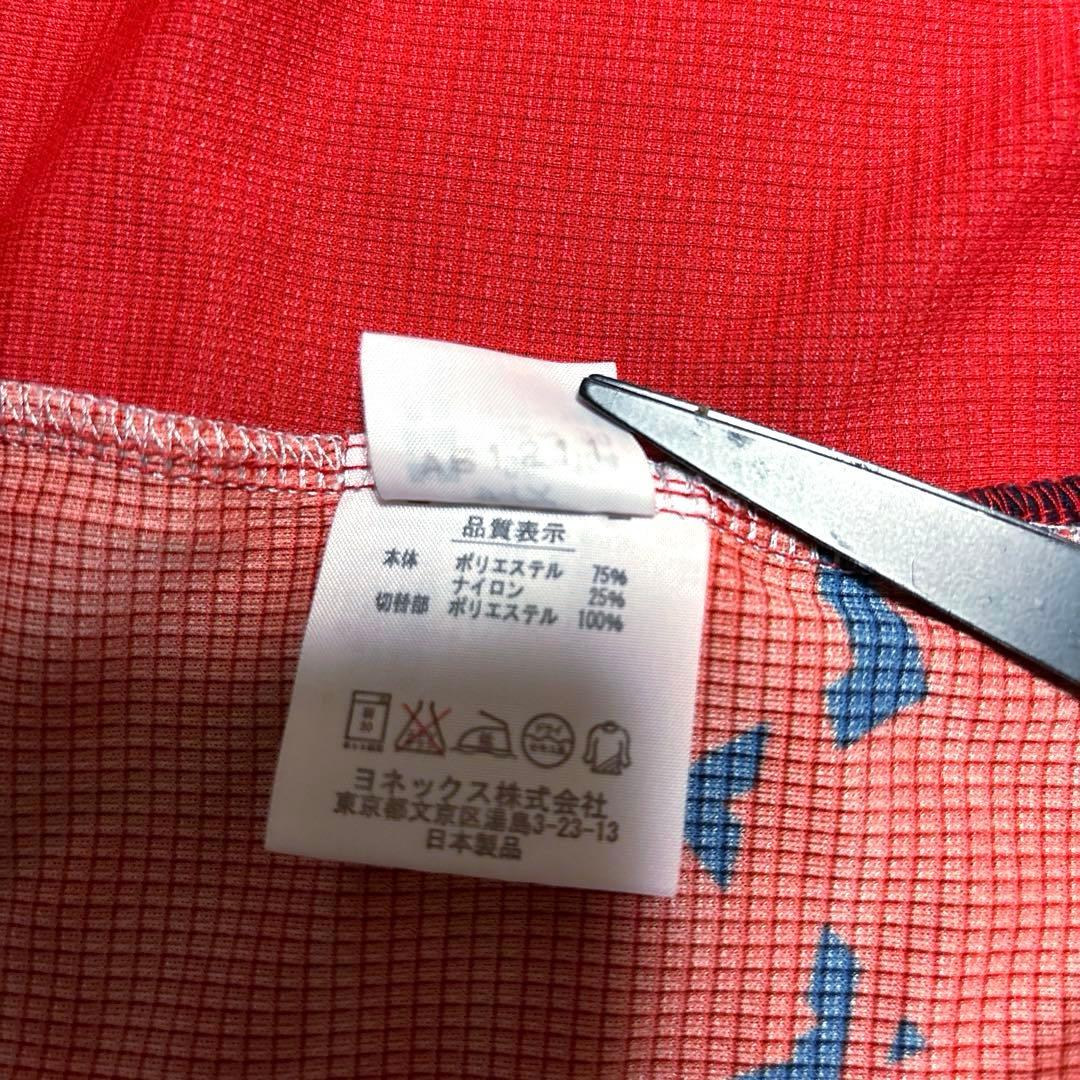 品質表示
本体 ポリエステル 75%
ナイロン 25%
切替部 ポリエステル 100%
ヨネックス株式会社
東京都文京区湯島3-23-13
日本製品